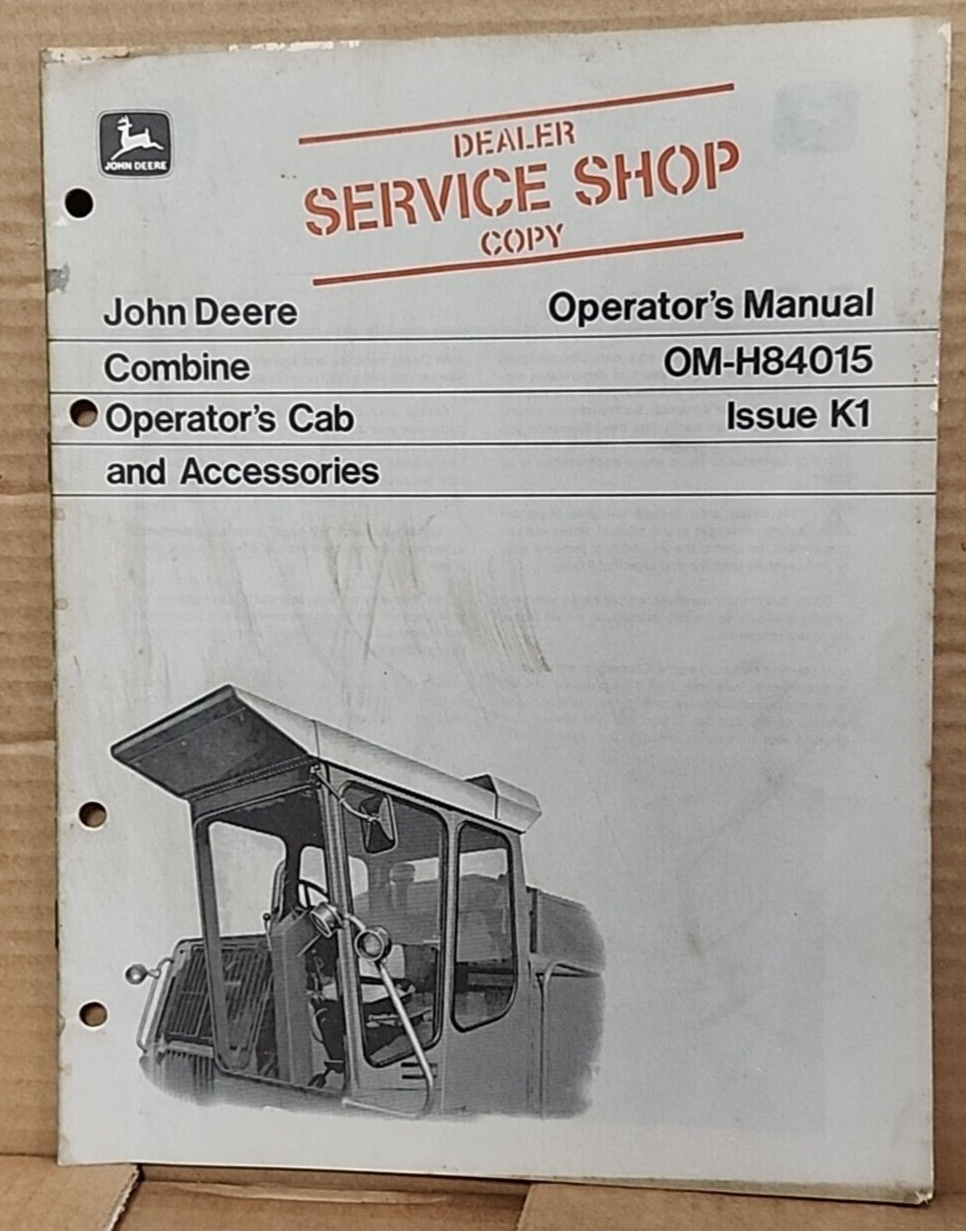 JOHN DEERE
DEALER
SERVICE SHOP
COPY
John Deere Operator's Manual
Combine OM-H84015
Operator's Cab Issue K1
and Accessories